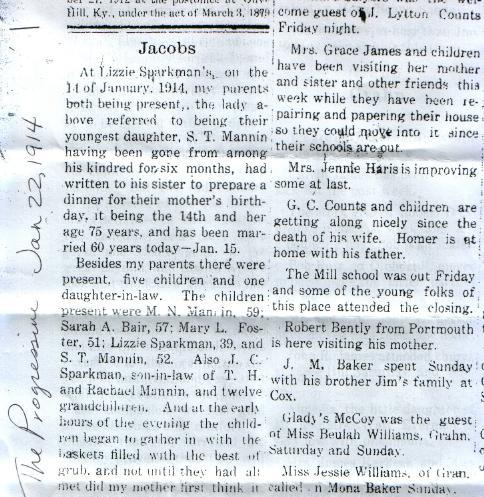 The Progressive Jan 22, 1914
Hill, Ky., under the act of March 3, 1879
Jacobs
At Lizzie Sparkman's, on the
14 of January, 1914, my parents
both being present, the lady a-
bove referred to being their
youngest daughter, S. T. Mannin
having been gone from among
his kindred for six months, had
written to his sister to prepare a
dinner for their mother's birth-
day, it being the 14th and her
age 75 years, and has been mar-
ried 60 years today—Jan. 15.
Besides my parents there were
present, five children and one
daughter-in-law. The children
present were M. N. Mannin, 59;
Sarah A. Bair, 57; Mary L. Fos-
ter, 51; Lizzie Sparkman, 39, and
S. T. Mannin, 52. Also J. C.
Sparkman, son-in-law of T. H.
and Rachael Mannin, and twelve
grandchildren. And at the early
hours of the evening the child-
ren began to gather in with the
baskets filled with the best of
grub, and not until they had all
met did my mother first think it
come guest of J. Lytton Counts
Friday night.
Mrs. Grace James and children
have been visiting her mother
and sister and other friends this
week while they have been re-
pairing and papering their house
so they could move into it since
their schools are out.
Mrs. Jennie Haris is improving
some at last.
G. C. Counts and children are
getting along nicely since the
death of his wife. Homer is at
home with his father.
The Mill school was out Friday
and some of the young folks of
this place attended the closing.
Robert Bently from Portmouth
is here visiting his mother.
J. M. Baker spent Sunday
with his brother Jim's family at
Cox.
Glady's McCoy was the guest
of Miss Beulah Williams, Grahn,
Saturday and Sunday.
Miss Jessie Williams, of Gran,
called on Mona Baker Sunday.